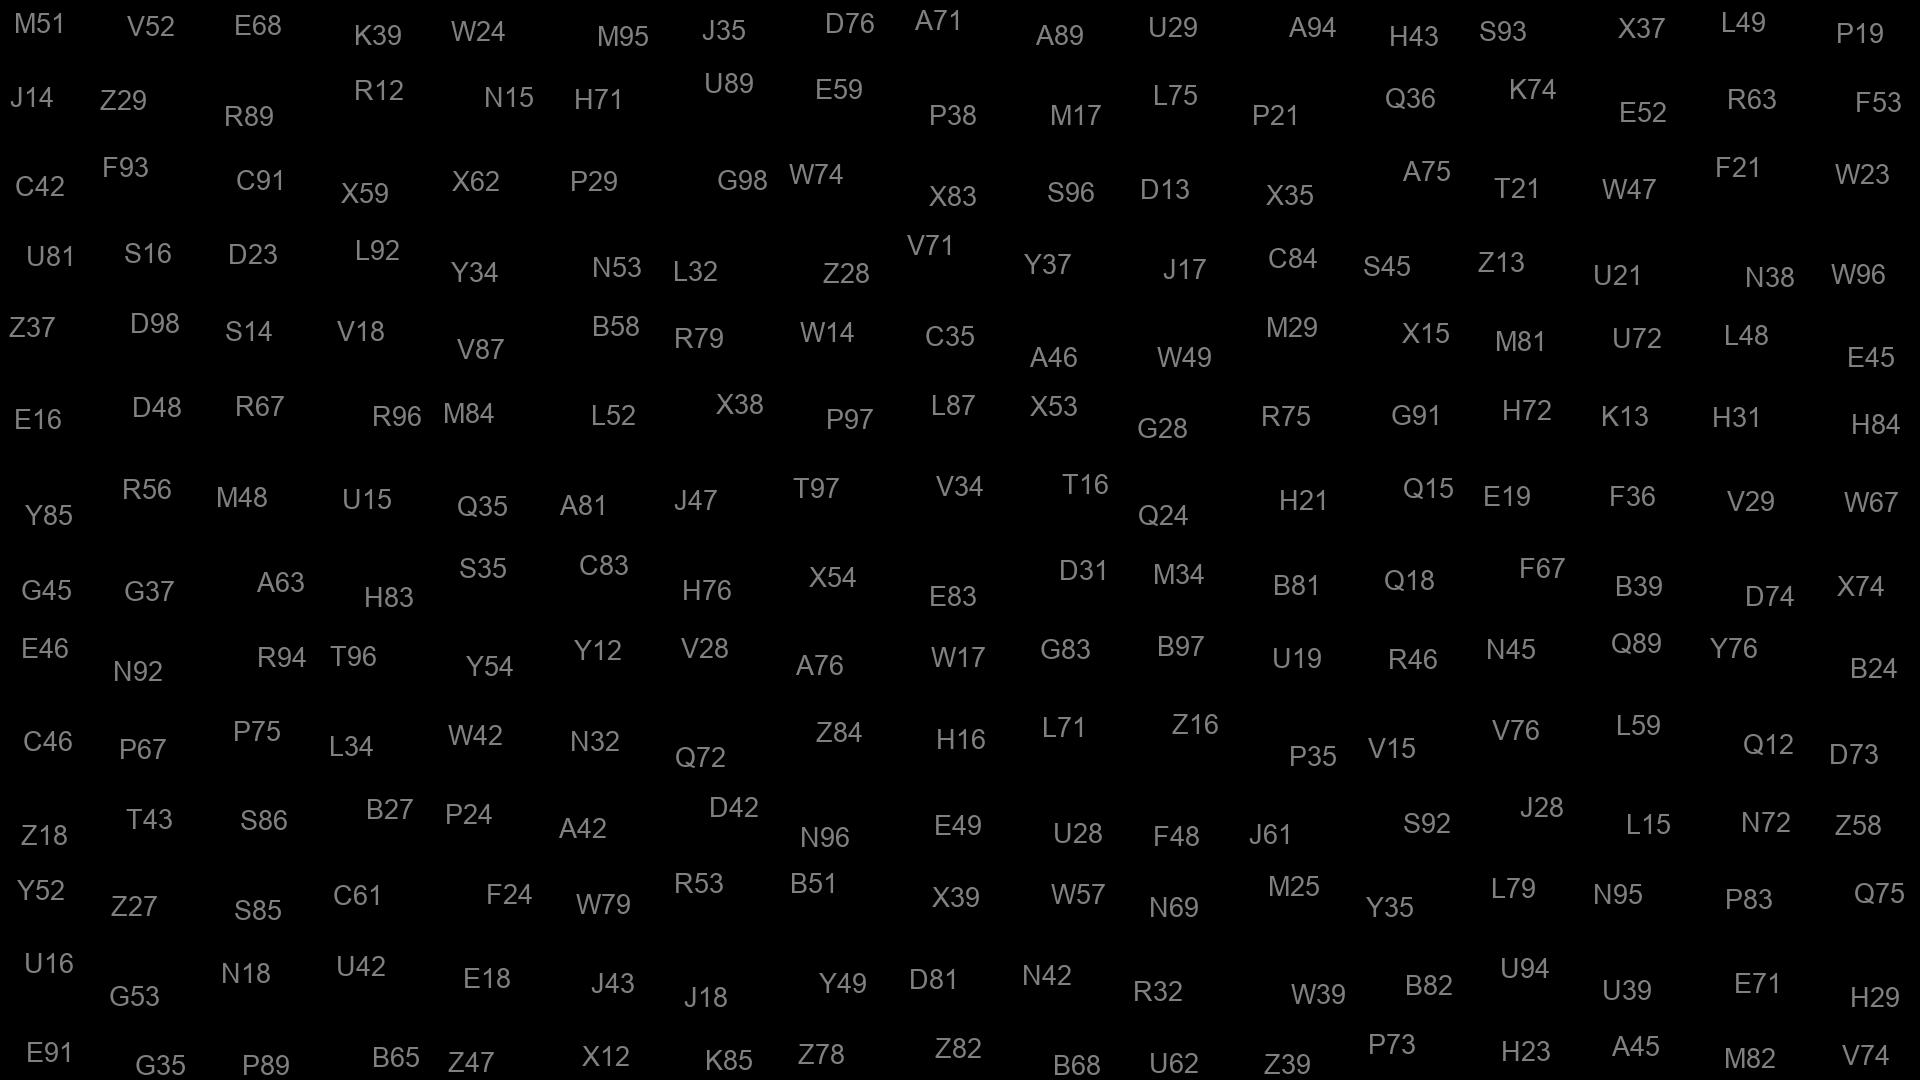 M51 V52 E68 K39 W24 M95 J35 D76 A71 A89 U29 A94 H43 S93 X37 L49 P19
J14 Z29 R89 R12 N15 H71 U89 E59 P38 M17 L75 P21 Q36 K74 E52 R63 F53
C42 F93 C91 X59 X62 P29 G98 W74 X83 S96 D13 X35 A75 T21 W47 F21 W23
U81 S16 D23 L92 Y34 N53 L32 Z28 V71 Y37 J17 C84 S45 Z13 U21 N38 W96
Z37 D98 S14 V18 V87 B58 R79 W14 C35 A46 W49 M29 X15 M81 U72 L48 E45
E16 D48 R67 R96 M84 L52 X38 P97 L87 X53 G28 R75 G91 H72 K13 H31 H84
Y85 R56 M48 U15 Q35 A81 J47 T97 V34 T16 Q24 H21 Q15 E19 F36 V29 W67
G45 G37 A63 H83 S35 C83 H76 X54 E83 D31 M34 B81 Q18 F67 B39 D74 X74
E46 N92 R94 T96 Y54 Y12 V28 A76 W17 G83 B97 U19 R46 N45 Q89 Y76 B24
C46 P67 P75 L34 W42 N32 Q72 Z84 H16 L71 Z16 P35 V15 V76 L59 Q12 D73
Z18 T43 S86 B27 P24 A42 D42 N96 E49 U28 F48 J61 S92 J28 L15 N72 Z58
Y52 Z27 S85 C61 F24 W79 R53 B51 X39 W57 N69 M25 Y35 L79 N95 P83 Q75
U16 G53 N18 U42 E18 J43 J18 Y49 D81 N42 R32 W39 B82 U94 U39 E71 H29
E91 G35 P89 B65 Z47 X12 K85 Z78 Z82 B68 U62 Z39 P73 H23 A45 M82 V74